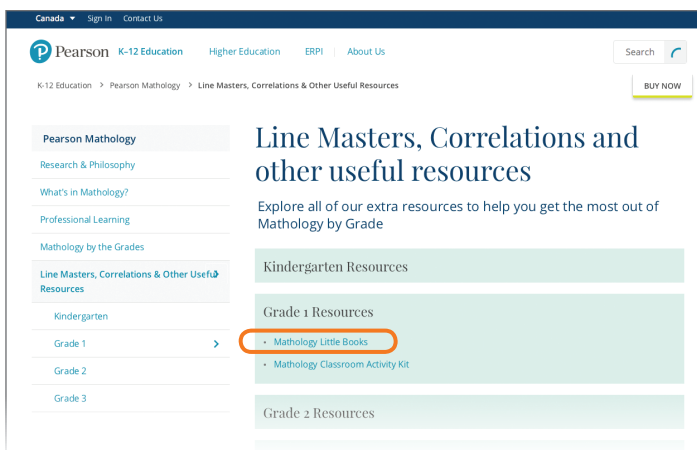 Canada Sign In Contact Us
Pearson K–12 Education Higher Education ERPI About Us Search
K-12 Education > Pearson Mathology > Line Masters, Correlations & Other Useful Resources
BUY NOW
Pearson Mathology
Research & Philosophy
What's in Mathology?
Professional Learning
Mathology by the Grades
Line Masters, Correlations & Other Useful
Resources
Kindergarten
Grade 1
Grade 2
Grade 3
Line Masters, Correlations and
other useful resources
Explore all of our extra resources to help you get the most out of
Mathology by Grade
Kindergarten Resources
Grade 1 Resources
• Mathology Little Books
• Mathology Classroom Activity Kit
Grade 2 Resources